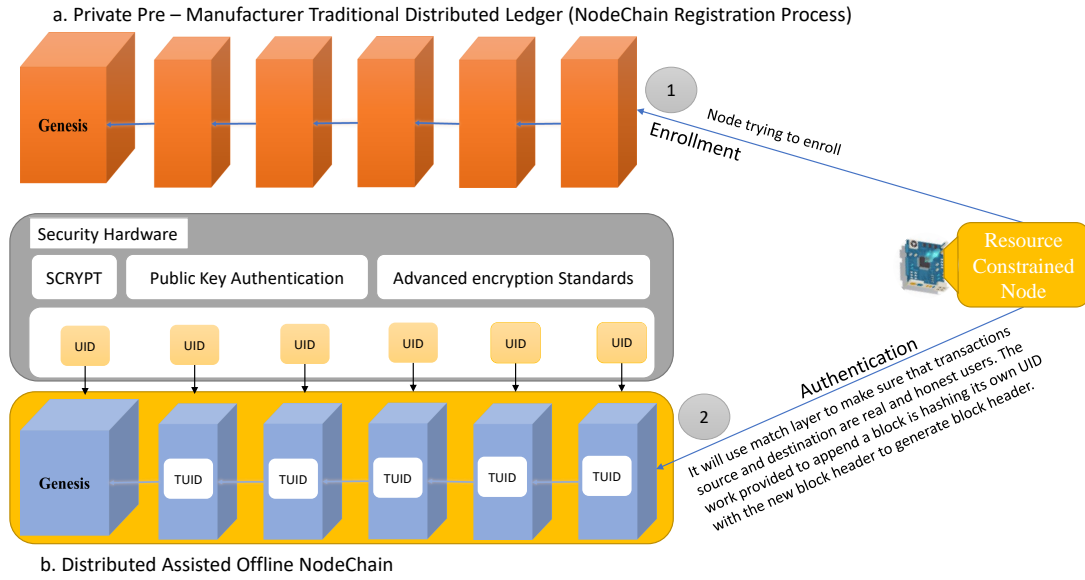 a. Private Pre – Manufacturer Traditional Distributed Ledger (NodeChain Registration Process)
Genesis
1
Node trying to enroll
Enrollment
Security Hardware
SCRYPT
Public Key Authentication
Advanced encryption Standards
UID
UID
UID
UID
UID
UID
Resource
Constrained
Node
Authentication
2
It will use match layer to make sure that transactions
source and destination are real and honest users. The
work provided to append a block is hashing its own UID
with the new block header to generate block header.
Genesis
TUID
TUID
TUID
TUID
TUID
b. Distributed Assisted Offline NodeChain